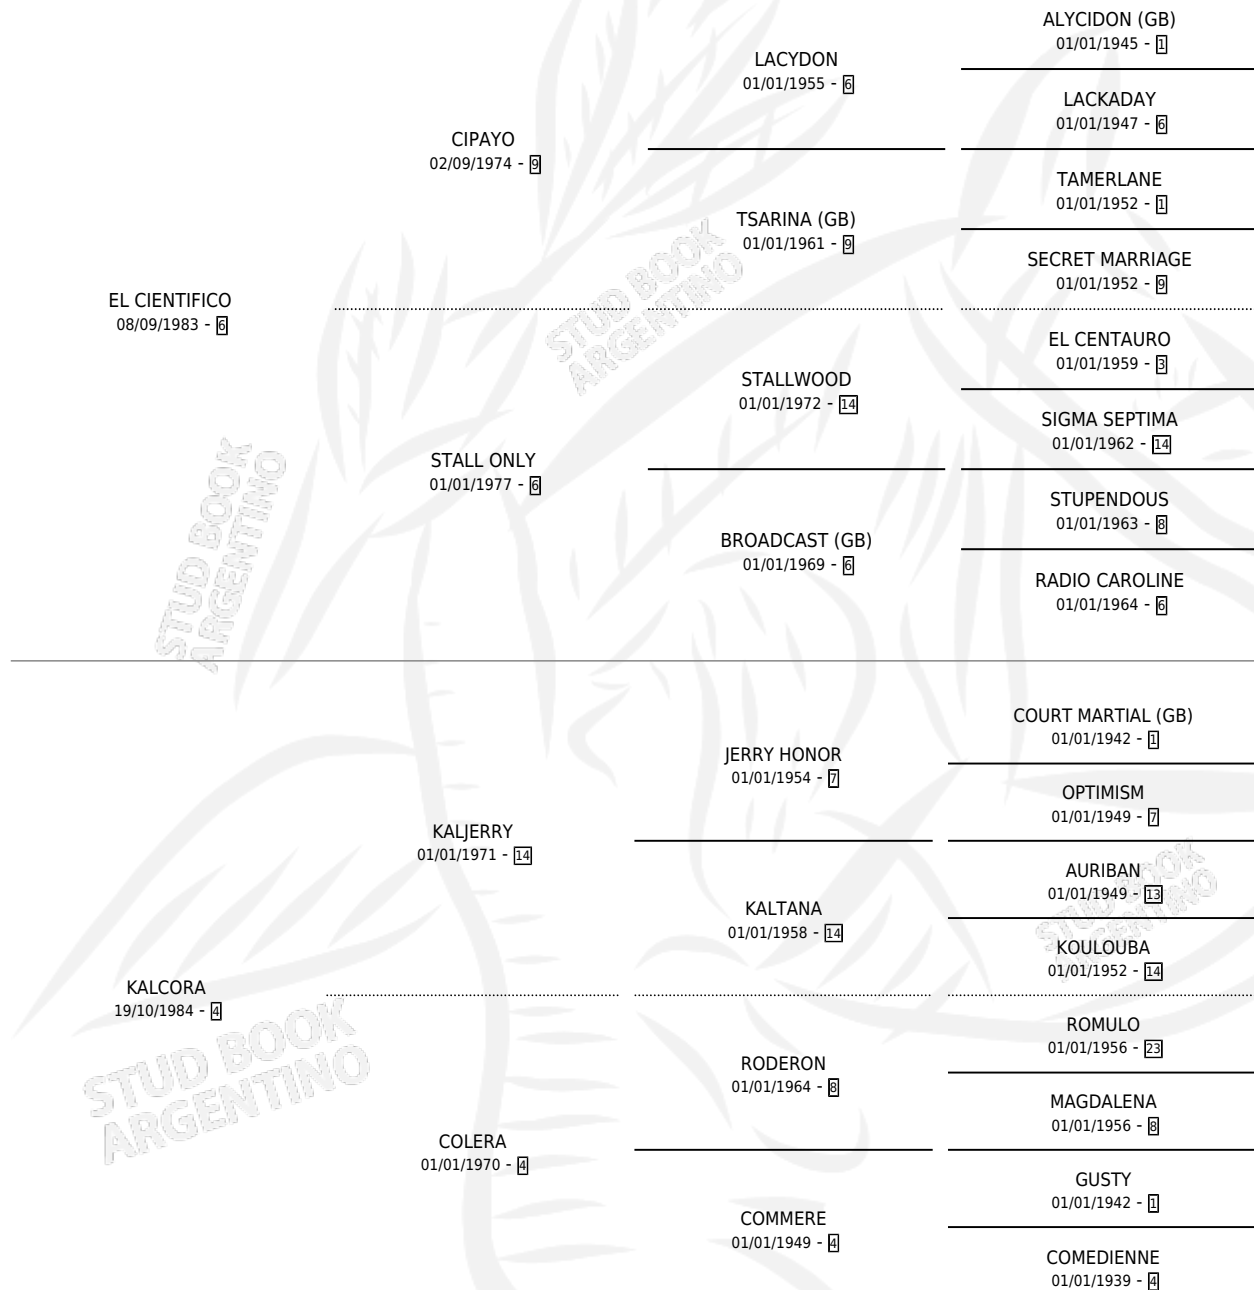 ALYCIDON (GB)
01/01/1945 - 1
LACYDON
01/01/1955 - 6
LACKADAY
01/01/1947 - 6
CIPAYO
02/09/1974 - 9
TAMERLANE
01/01/1952 - 1
TSARINA (GB)
01/01/1961 - 9
SECRET MARRIAGE
01/01/1952 - 9
EL CIENTIFICO
08/09/1983 - 6
EL CENTAURO
01/01/1959 - 3
STALLWOOD
01/01/1972 - 14
SIGMA SEPTIMA
01/01/1962 - 14
STALL ONLY
01/01/1977 - 6
STUPENDOUS
01/01/1963 - 8
BROADCAST (GB)
01/01/1969 - 6
RADIO CAROLINE
01/01/1964 - 6
STUD BOOK
ARGENTINO
STUD BOOK
ARGENTINO
COURT MARTIAL (GB)
01/01/1942 - 1
JERRY HONOR
01/01/1954 - 7
OPTIMISM
01/01/1949 - 7
KALJERRY
01/01/1971 - 14
AURIBAN
01/01/1949 - 13
KALTANA
01/01/1958 - 14
KOULOUBA
01/01/1952 - 14
KALCORA
19/10/1984 - 4
ROMULO
01/01/1956 - 23
RODERON
01/01/1964 - 8
MAGDALENA
01/01/1956 - 8
COLERA
01/01/1970 - 4
GUSTY
01/01/1942 - 1
COMMERE
01/01/1949 - 4
COMEDIENNE
01/01/1939 - 4
STUD BOOK
ARGENTINO
STUD BOOK
ARGENTINO